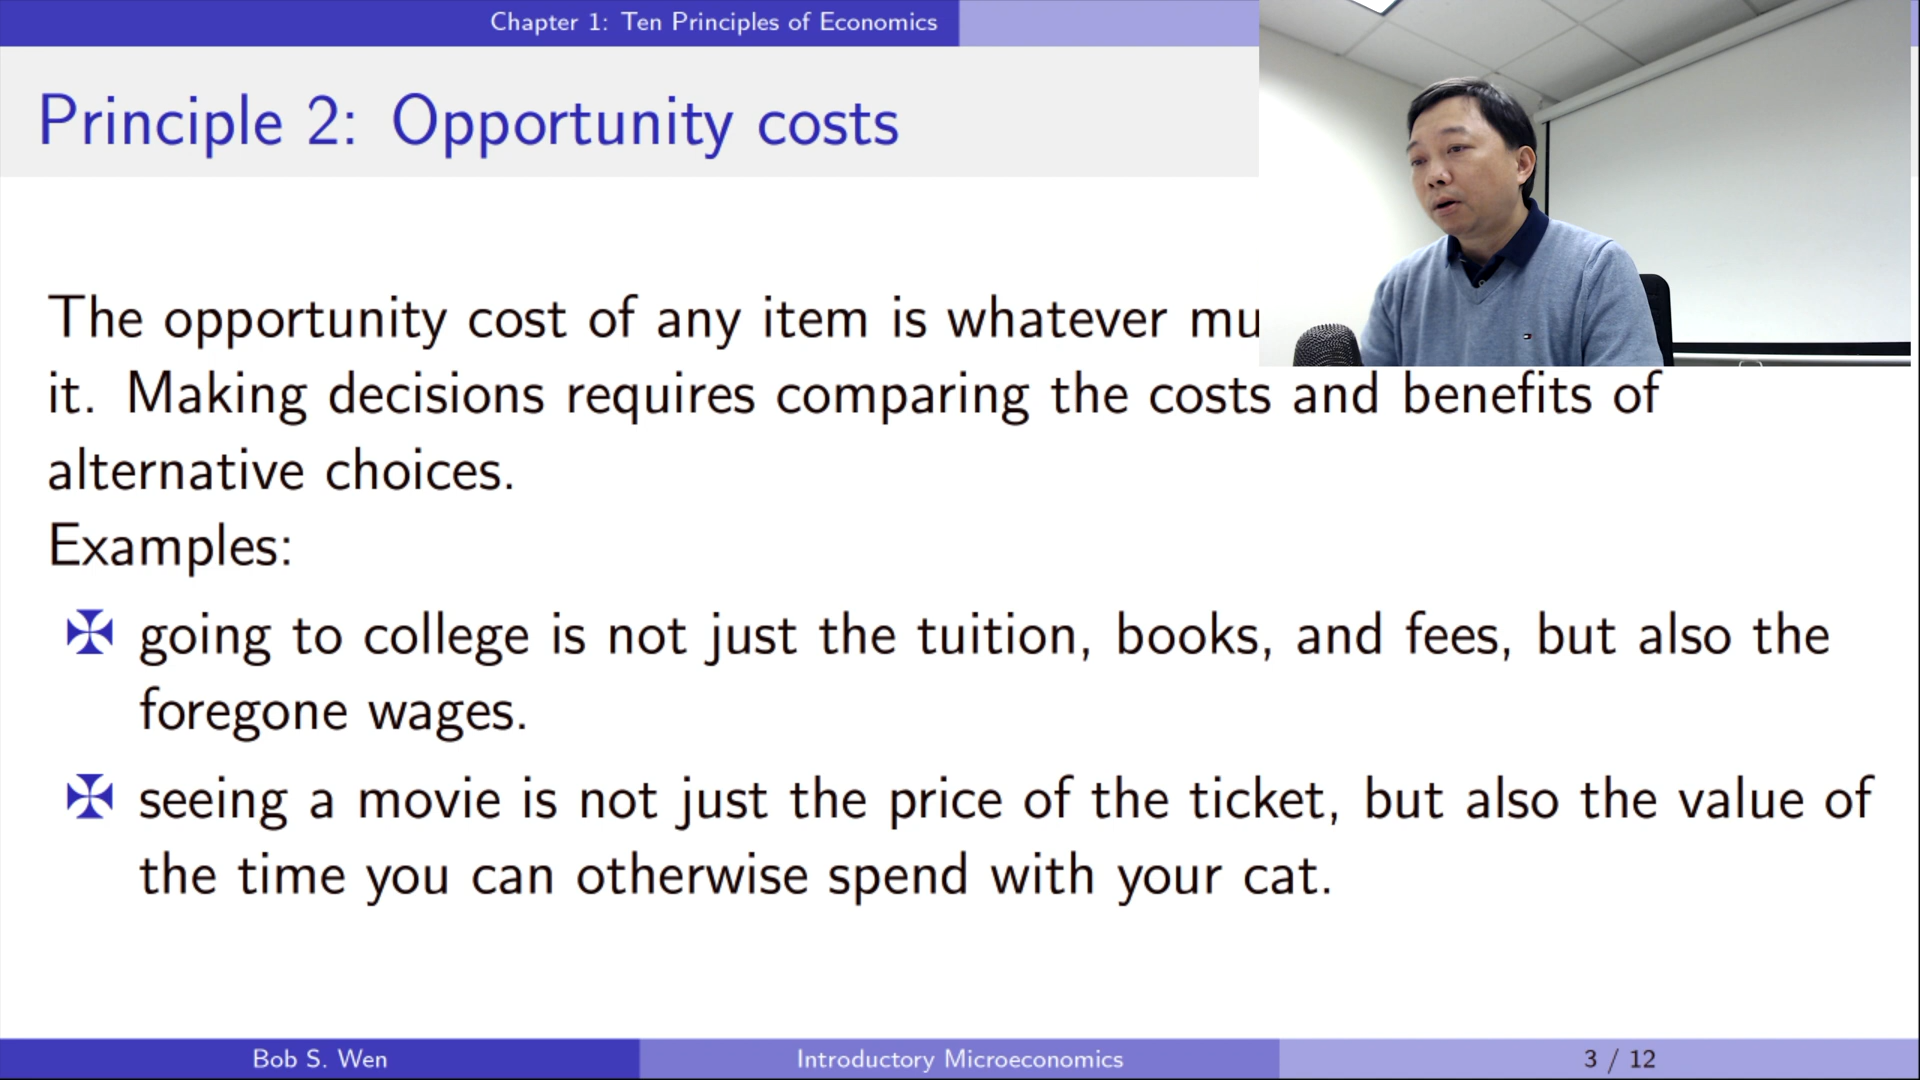 Chapter 1: Ten Principles of Economics
Principle 2: Opportunity costs
The opportunity cost of any item is whatever
it. Making decisions requires comparing the costs and benefits of
alternative choices.
Examples:
✠ going to college is not just the tuition, books, and fees, but also the
foregone wages.
✠ seeing a movie is not just the price of the ticket, but also the value of
the time you can otherwise spend with your cat.
Bob S. Wen
Introductory Microeconomics
3 / 12